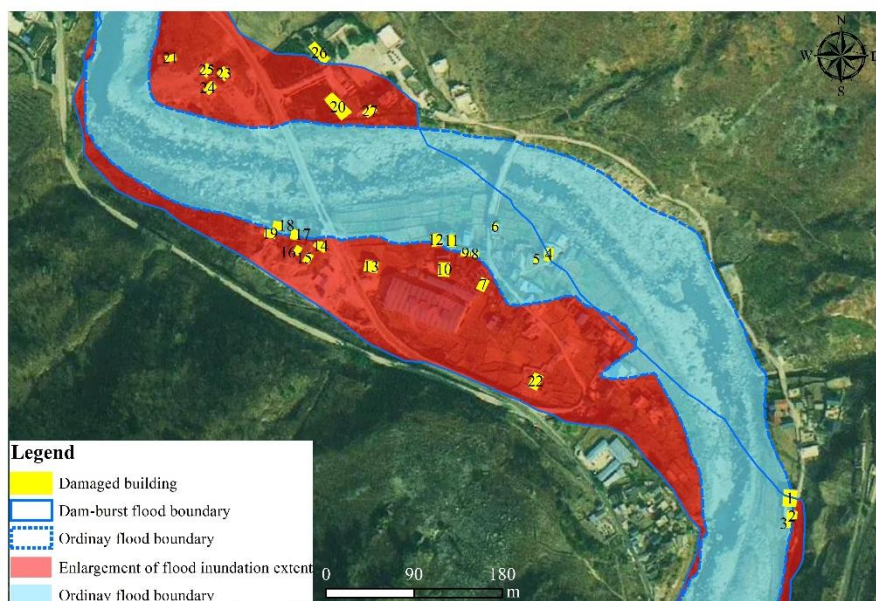 N
W
E
S
26
21
25 23
24
20
27
18
19
17
16
14
15
12 11
9 8
6
5 4
13
10
7
22
1
2
3
Legend
Damaged building
Dam-burst flood boundary
Ordinay flood boundary
Enlargement of flood inundation extent
Ordinay flood boundary
0 90 180
m